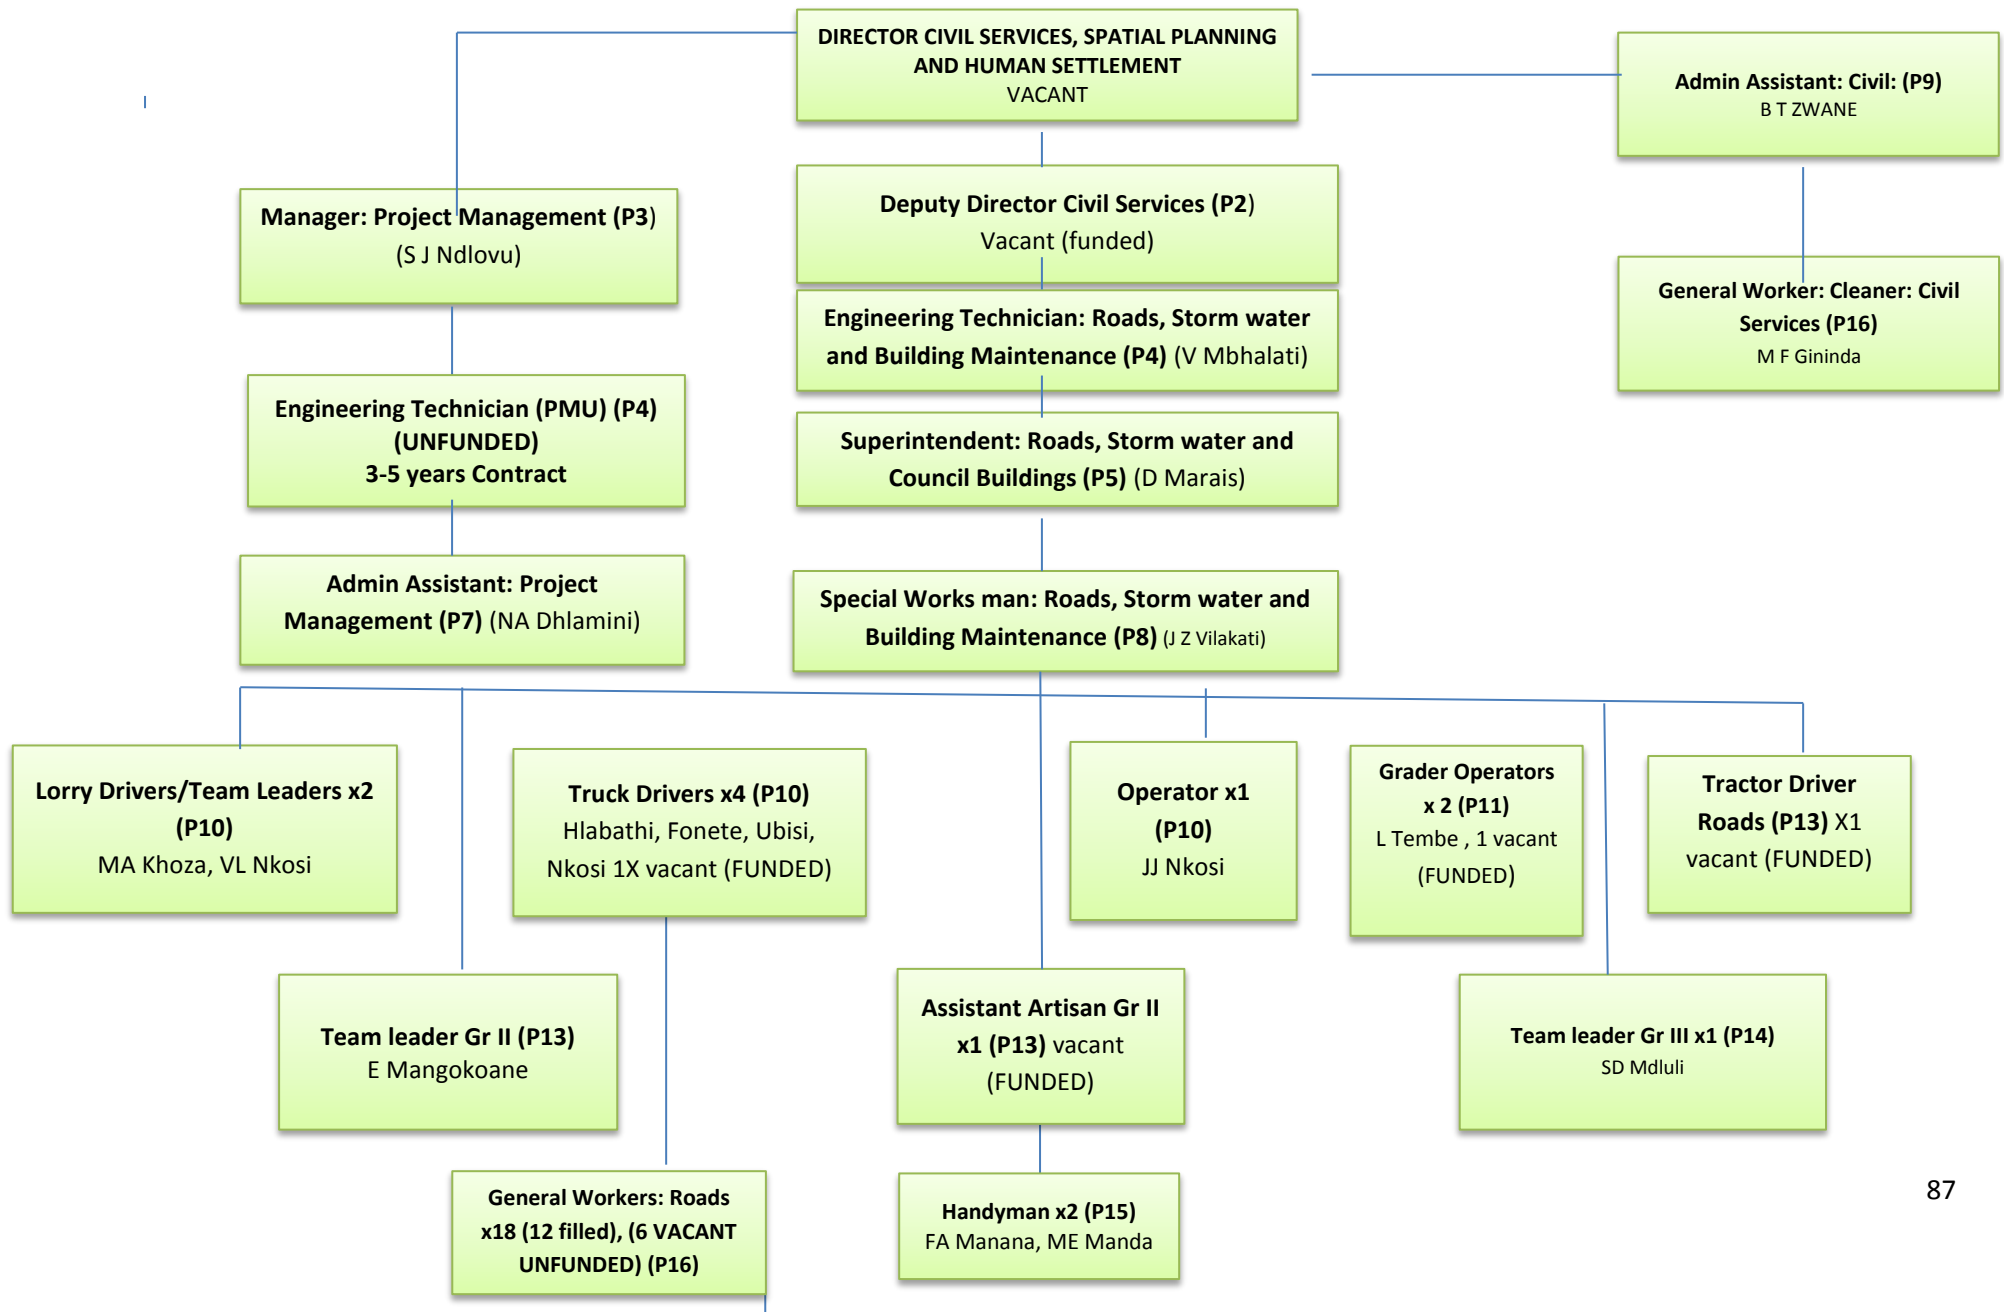 DIRECTOR CIVIL SERVICES, SPATIAL PLANNING
AND HUMAN SETTLEMENT
VACANT
Admin Assistant: Civil: (P9)
B T ZWANE
Manager: Project Management (P3)
(S J Ndlovu)
Deputy Director Civil Services (P2)
Vacant (funded)
General Worker: Cleaner: Civil
Services (P16)
M F Gininda
Engineering Technician: Roads, Storm water
and Building Maintenance (P4) (V Mbhalati)
Engineering Technician (PMU) (P4)
(UNFUNDED)
3-5 years Contract
Superintendent: Roads, Storm water and
Council Buildings (P5) (D Marais)
Admin Assistant: Project
Management (P7) (NA Dhlamini)
Special Works man: Roads, Storm water and
Building Maintenance (P8) (J Z Vilakati)
Lorry Drivers/Team Leaders x2
(P10)
MA Khoza, VL Nkosi
Truck Drivers x4 (P10)
Hlabathi, Fonete, Ubisi,
Nkosi 1X vacant (FUNDED)
Operator x1
(P10)
JJ Nkosi
Grader Operators
x 2 (P11)
L Tembe , 1 vacant
(FUNDED)
Tractor Driver
Roads (P13) X1
vacant (FUNDED)
Team leader Gr II (P13)
E Mangokoane
Assistant Artisan Gr II
x1 (P13) vacant
(FUNDED)
Team leader Gr III x1 (P14)
SD Mdluli
General Workers: Roads
x18 (12 filled), (6 VACANT
UNFUNDED) (P16)
Handyman x2 (P15)
FA Manana, ME Manda
87